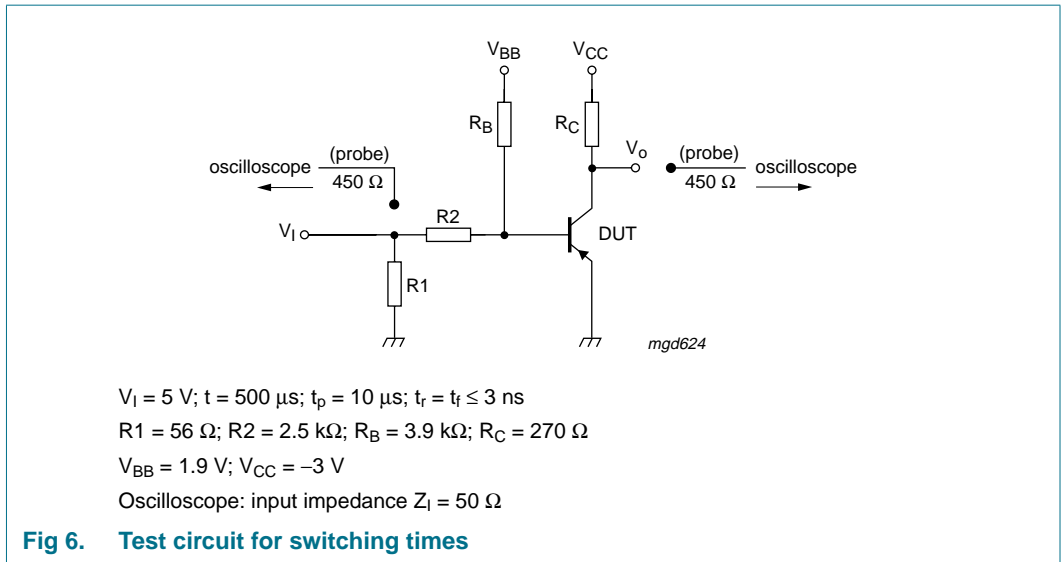 V_BB
V_CC
R_B
R_C
V_o
(probe)
450 Ω
oscilloscope
(probe)
450 Ω
oscilloscope
R2
V_I
DUT
R1
mgd624
V_I = 5 V; t = 500 μs; t_p = 10 μs; t_r = t_f ≤ 3 ns
R1 = 56 Ω; R2 = 2.5 kΩ; R_B = 3.9 kΩ; R_C = 270 Ω
V_BB = 1.9 V; V_CC = −3 V
Oscilloscope: input impedance Z_I = 50 Ω
Fig 6. Test circuit for switching times